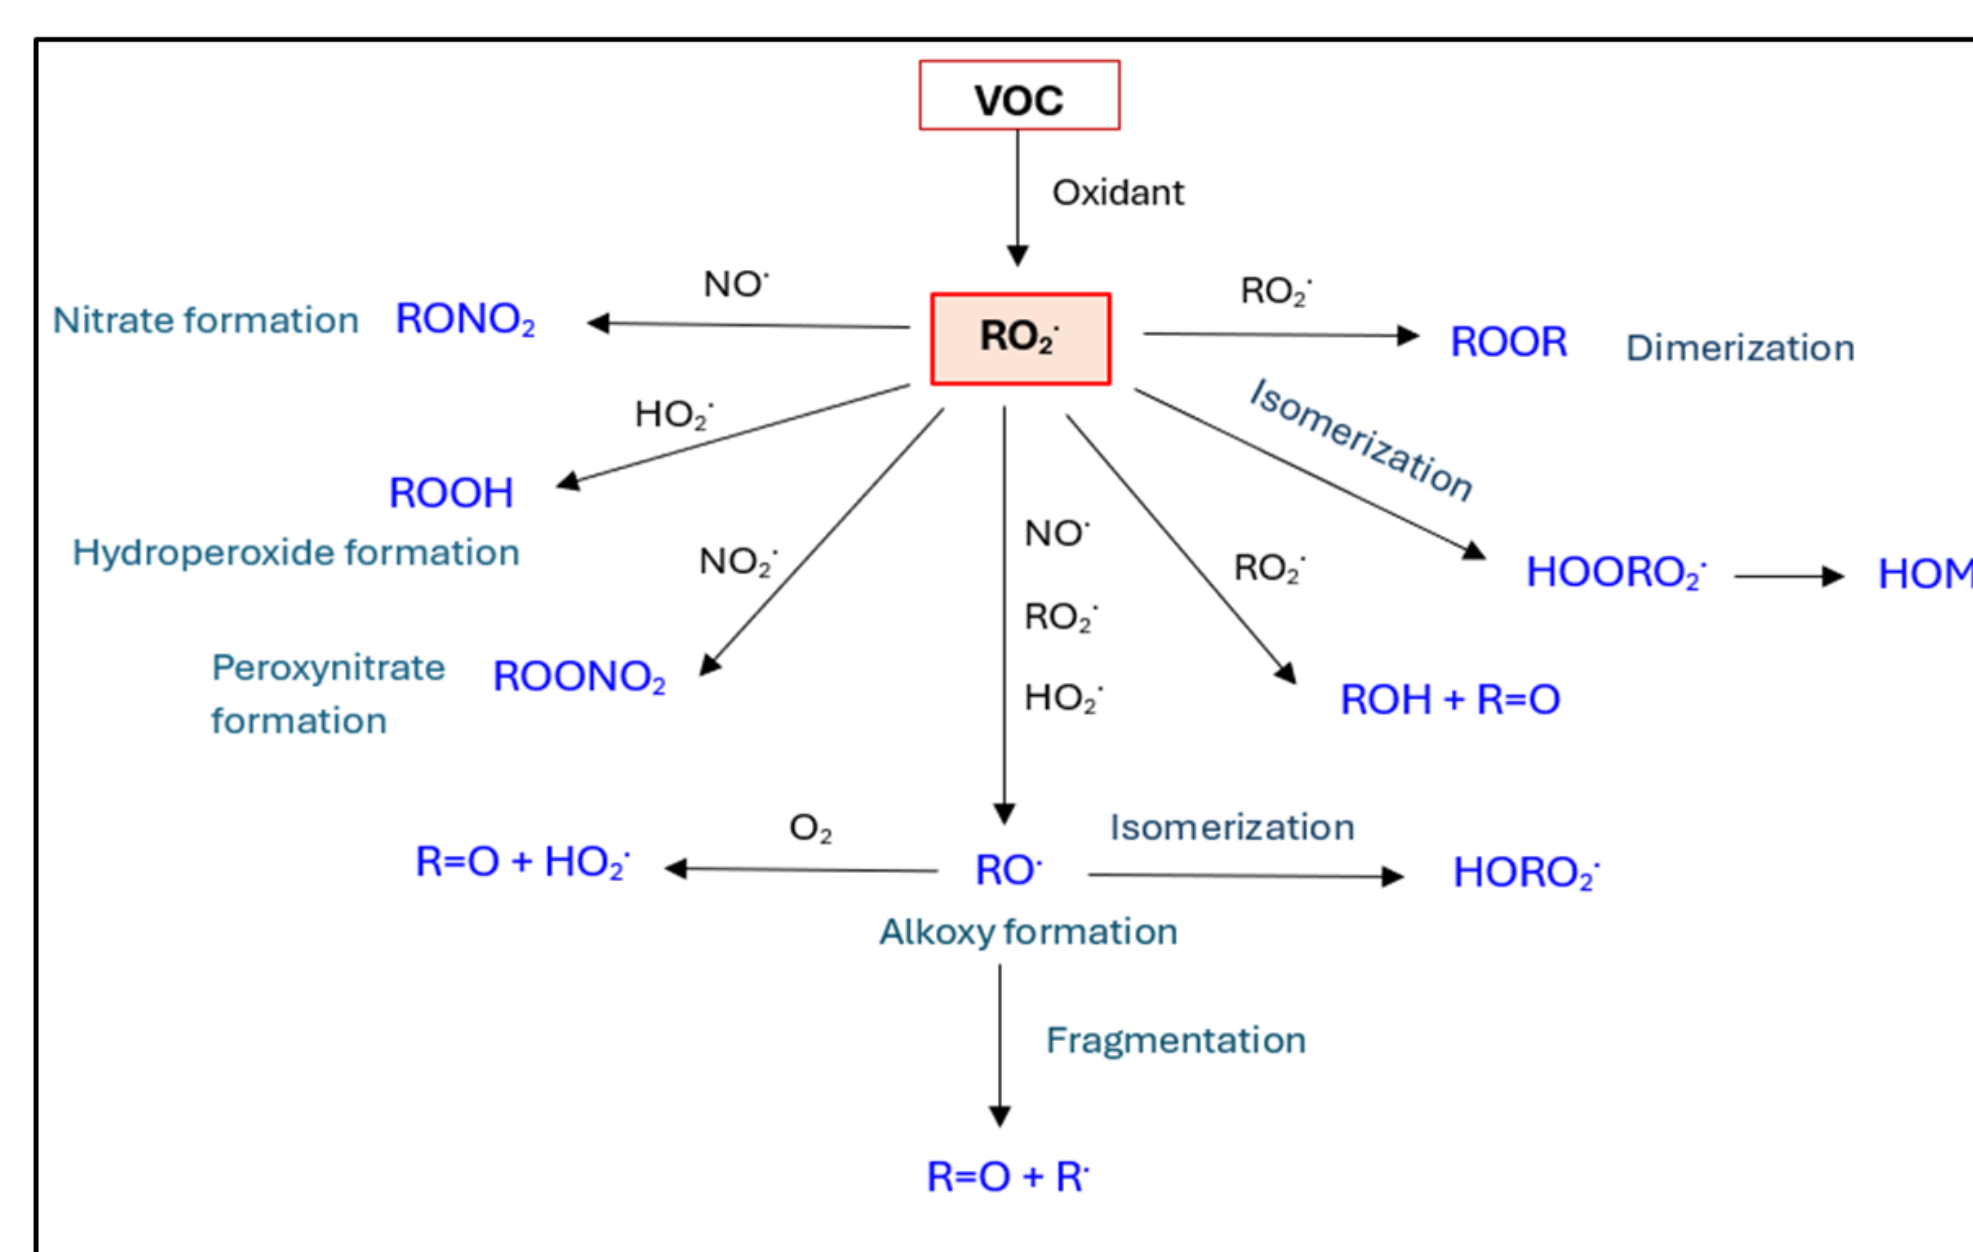 VOC
Oxidant
NO˙
RO₂˙
Nitrate formation RONO₂
RO₂˙
ROOR Dimerization
HO₂˙
Isomerization
ROOH
Hydroperoxide formation
NO₂˙
NO˙
RO₂˙
HO₂˙
RO₂˙
HOORO₂˙
HOM
Peroxynitrate
formation
ROONO₂
ROH + R=O
O₂
Isomerization
R=O + HO₂˙
RO˙
HORO₂˙
Alkoxy formation
Fragmentation
R=O + R˙